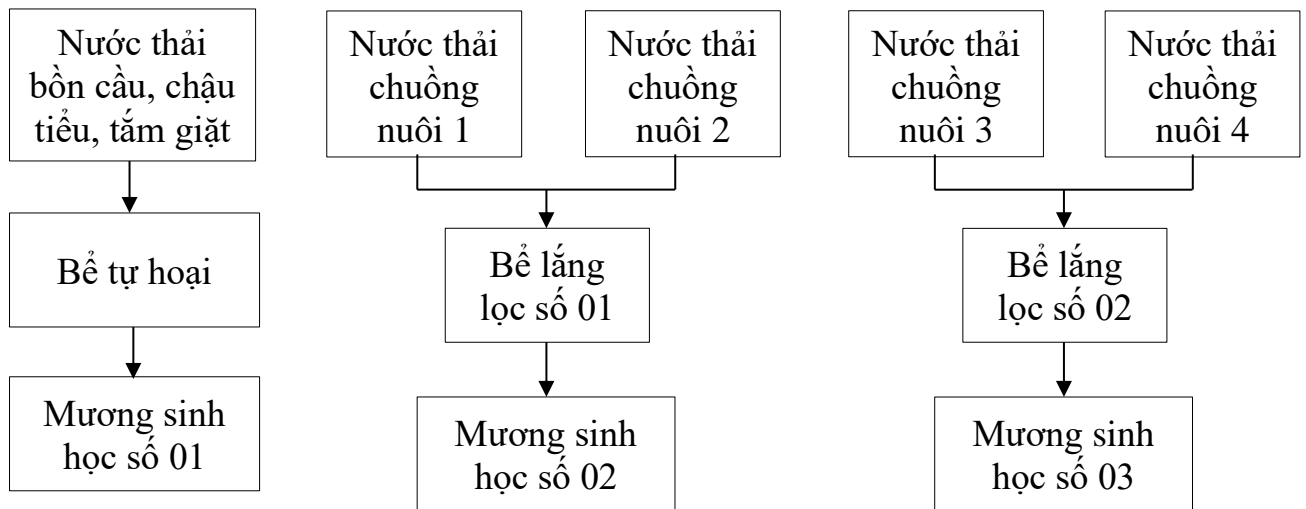 Nước thải
bồn cầu, chậu
tiểu, tắm giặt
Nước thải
chuồng
nuôi 1
Nước thải
chuồng
nuôi 2
Nước thải
chuồng
nuôi 3
Nước thải
chuồng
nuôi 4
Bể tự hoại
Bể lắng
lọc số 01
Bể lắng
lọc số 02
Mương sinh
học số 01
Mương sinh
học số 02
Mương sinh
học số 03